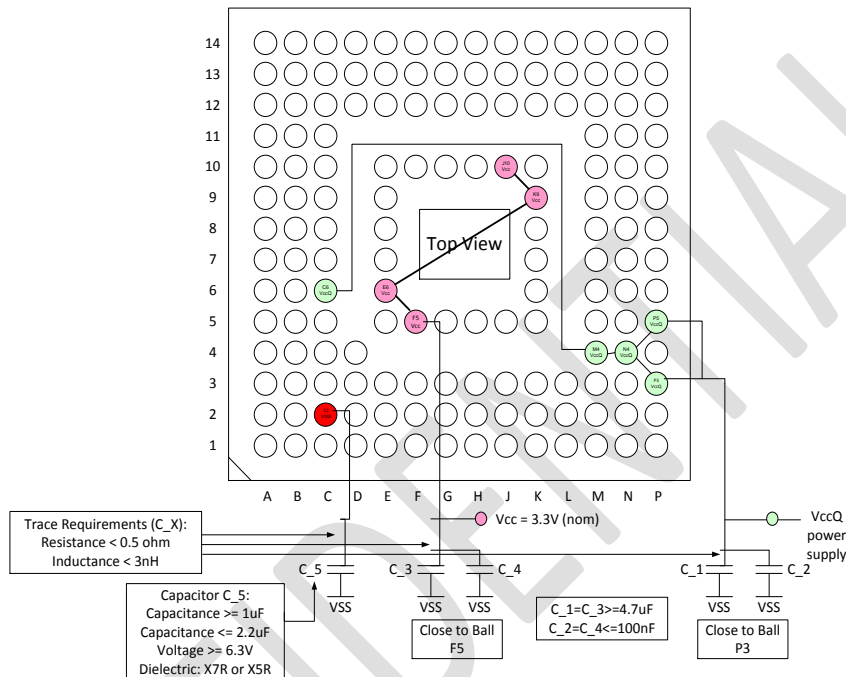 14
13
12
11
10
J10
Vcc
K9
Vcc
9
8
Top View
7
6
C6
VccQ
E6
Vcc
5
F5
Vcc
P5
VccQ
4
M4
VccQ
N4
VccQ
3
P3
VccQ
2
1
A B C D E F G H J K L M N P
Trace Requirements (C_X):
Resistance < 0.5 ohm
Inductance < 3nH
Vcc = 3.3V (nom)
VccQ
power
supply
C_5
C_3
C_4
C_1
C_2
VSS
VSS
VSS
VSS
VSS
Capacitor C_5:
Capacitance >= 1uF
Capacitance <= 2.2uF
Voltage >= 6.3V
Dielectric: X7R or X5R
Close to Ball
F5
C_1=C_3>=4.7uF
C_2=C_4<=100nF
Close to Ball
P3